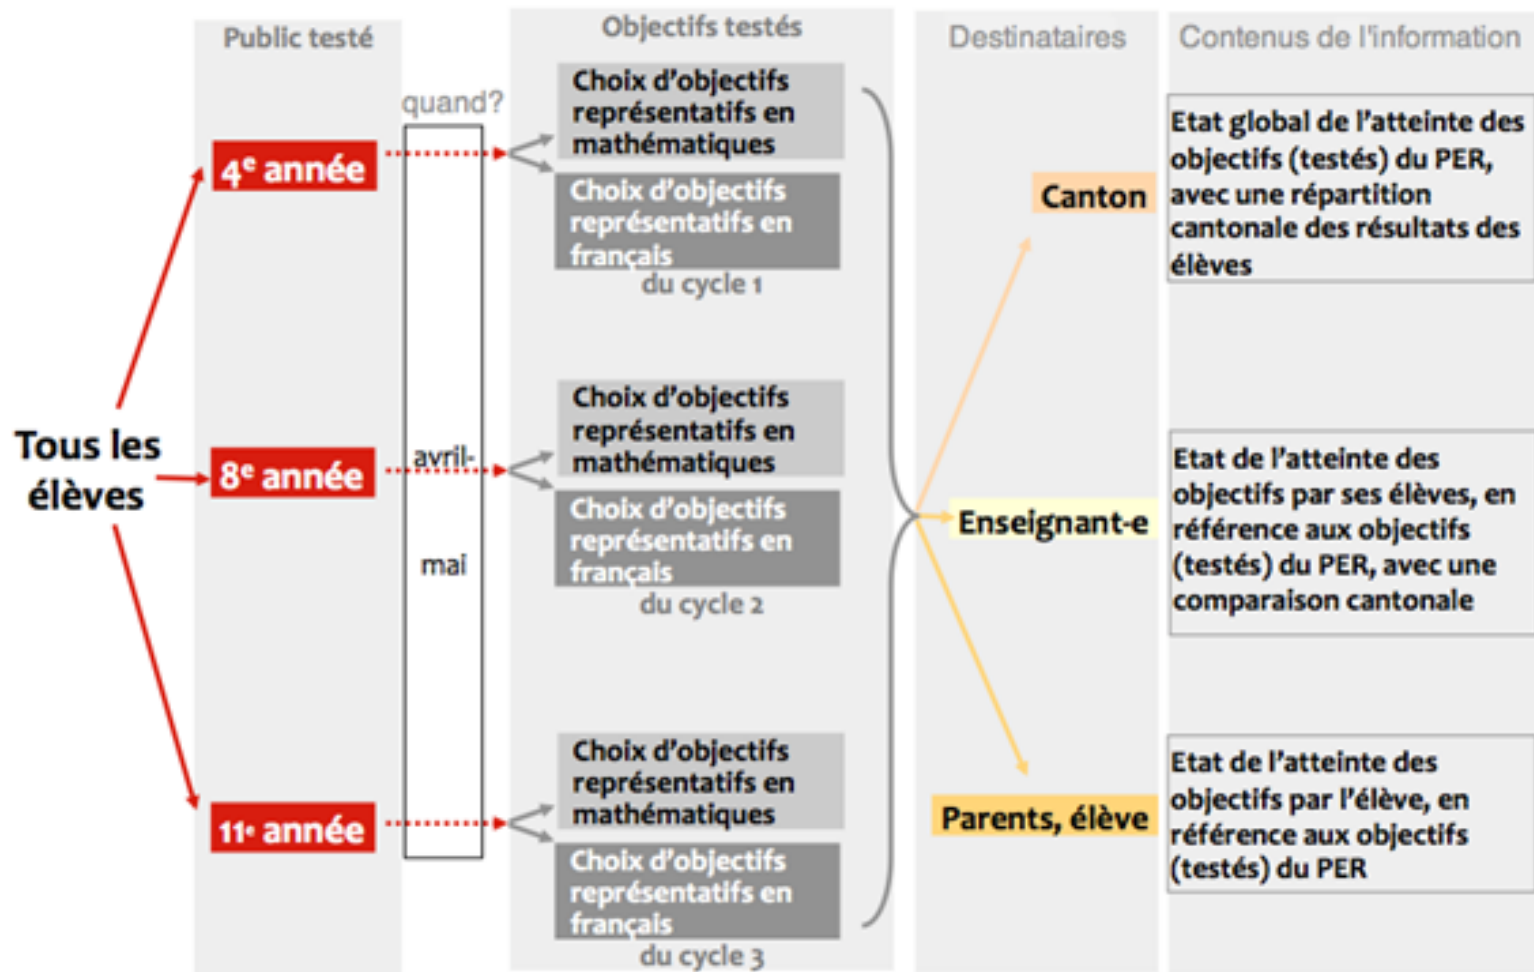 Public testé
Objectifs testés
Destinataires
Contenus de l'information
quand?
Tous les
élèves
4e année
8e année
11e année
avril-
mai
Choix d'objectifs
représentatifs en
mathématiques
Choix d'objectifs
représentatifs en
français
du cycle 1
Choix d'objectifs
représentatifs en
mathématiques
Choix d'objectifs
représentatifs en
français
du cycle 2
Choix d'objectifs
représentatifs en
mathématiques
Choix d'objectifs
représentatifs en
français
du cycle 3
Canton
Etat global de l'atteinte des
objectifs (testés) du PER,
avec une répartition
cantonale des résultats des
élèves
Enseignant-e
Etat de l'atteinte des
objectifs par ses élèves, en
référence aux objectifs
(testés) du PER, avec une
comparaison cantonale
Parents, élève
Etat de l'atteinte des
objectifs par l'élève, en
référence aux objectifs
(testés) du PER